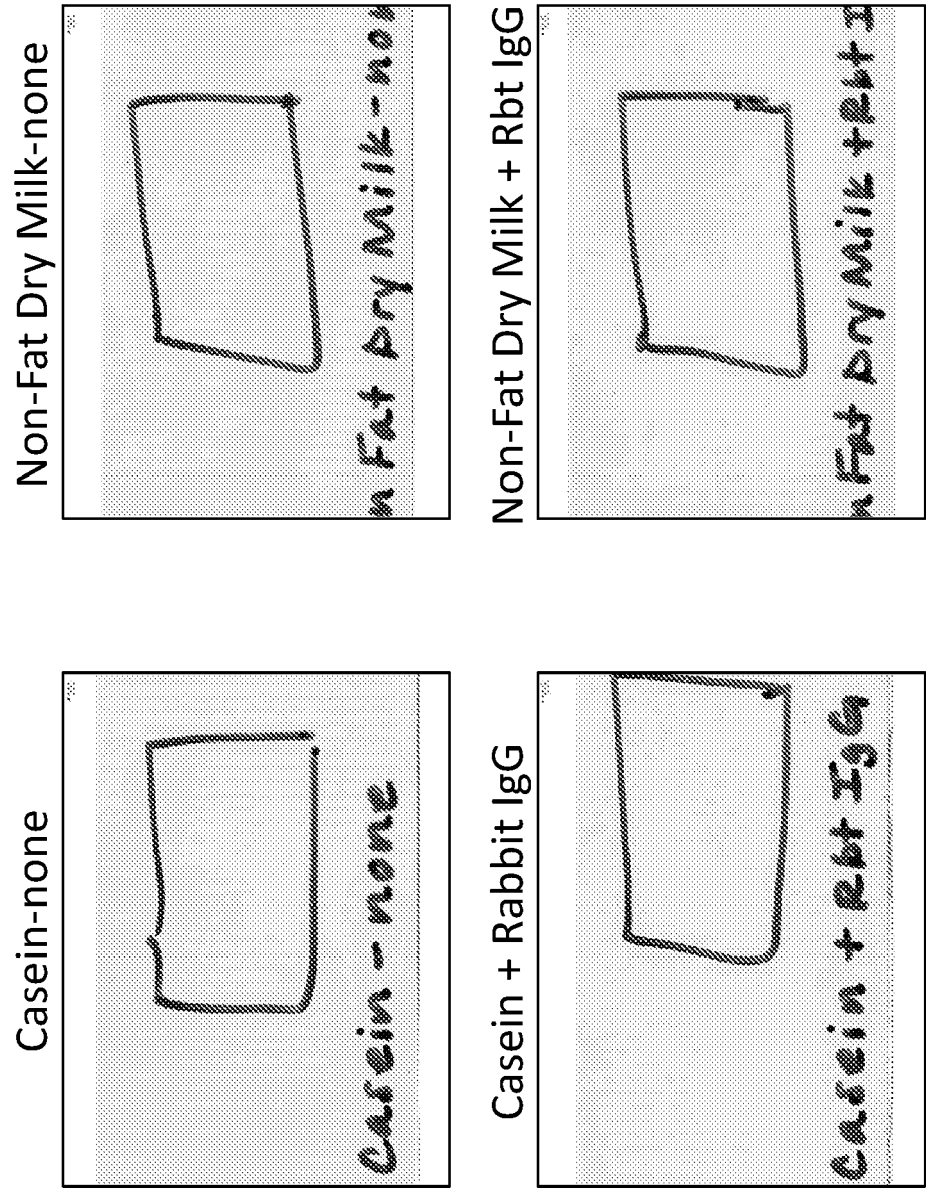 Casein-none
Non-Fat Dry Milk-none
Casein - none
n Fat Dry Milk - non
Casein + Rabbit IgG
Non-Fat Dry Milk + Rbt IgG
Casein + Rbt IgG
n Fat Dry Milk + Rbt I